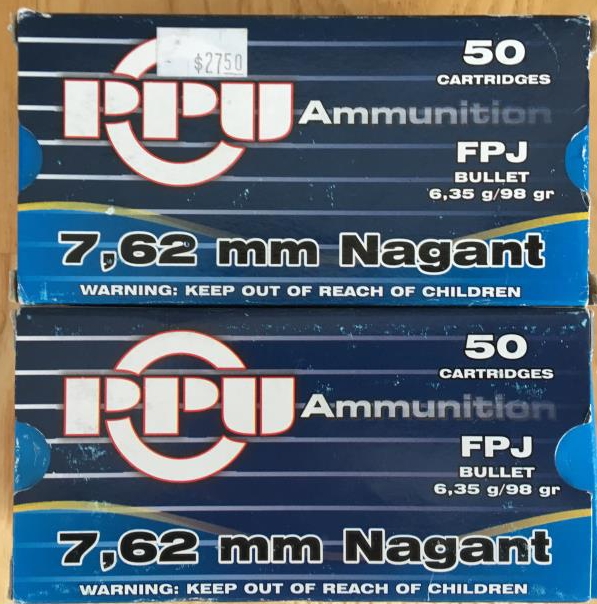 $27.50
50
CARTRIDGES
PPU Ammunition
FPJ
BULLET
6,35 g/98 gr
7,62 mm Nagant
WARNING: KEEP OUT OF REACH OF CHILDREN
50
CARTRIDGES
PPU Ammunition
FPJ
BULLET
6,35 g/98 gr
7,62 mm Nagant
WARNING: KEEP OUT OF REACH OF CHILDREN